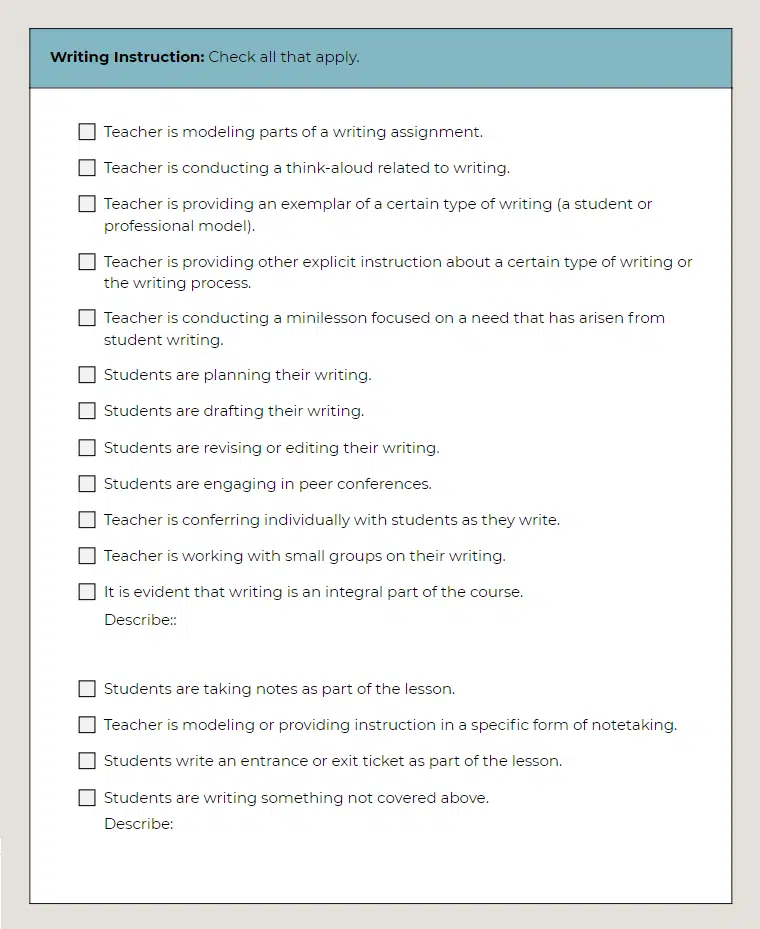 Writing Instruction: Check all that apply.
Teacher is modeling parts of a writing assignment.
Teacher is conducting a think-aloud related to writing.
Teacher is providing an exemplar of a certain type of writing (a student or
professional model).
Teacher is providing other explicit instruction about a certain type of writing or
the writing process.
Teacher is conducting a minilesson focused on a need that has arisen from
student writing.
Students are planning their writing.
Students are drafting their writing.
Students are revising or editing their writing.
Students are engaging in peer conferences.
Teacher is conferring individually with students as they write.
Teacher is working with small groups on their writing.
It is evident that writing is an integral part of the course.
Describe::
Students are taking notes as part of the lesson.
Teacher is modeling or providing instruction in a specific form of notetaking.
Students write an entrance or exit ticket as part of the lesson.
Students are writing something not covered above.
Describe: